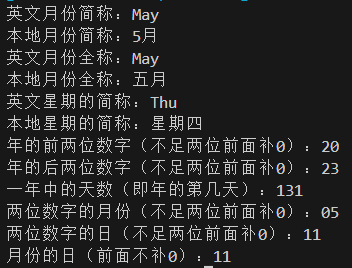 英文月份简称：May
本地月份简称：5月
英文月份全称：May
本地月份全称：五月
英文星期的简称：Thu
本地星期的简称：星期四
年的前两位数字（不足两位前面补0）：20
年的后两位数字（不足两位前面补0）：23
一年中的天数（即年的第几天）：131
两位数字的月份（不足两位前面补0）：05
两位数字的日（不足两位前面补0）：11
月份的日（前面不补0）：11